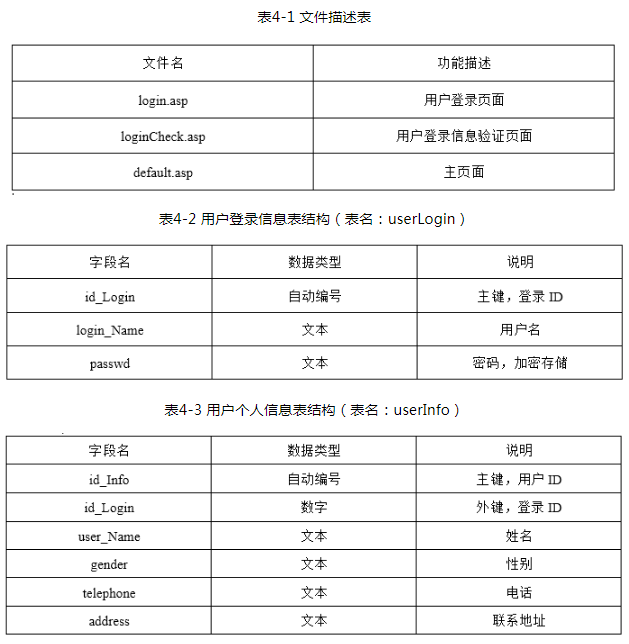 表4-1 文件描述表
文件名 功能描述
login.asp 用户登录页面
loginCheck.asp 用户登录信息验证页面
default.asp 主页面
表4-2 用户登录信息表结构（表名：userLogin）
字段名 数据类型 说明
id_Login 自动编号 主键，登录 ID
login_Name 文本 用户名
passwd 文本 密码，加密存储
表4-3 用户个人信息表结构（表名：userInfo）
字段名 数据类型 说明
id_Info 自动编号 主键，用户 ID
id_Login 数字 外键，登录 ID
user_Name 文本 姓名
gender 文本 性别
telephone 文本 电话
address 文本 联系地址